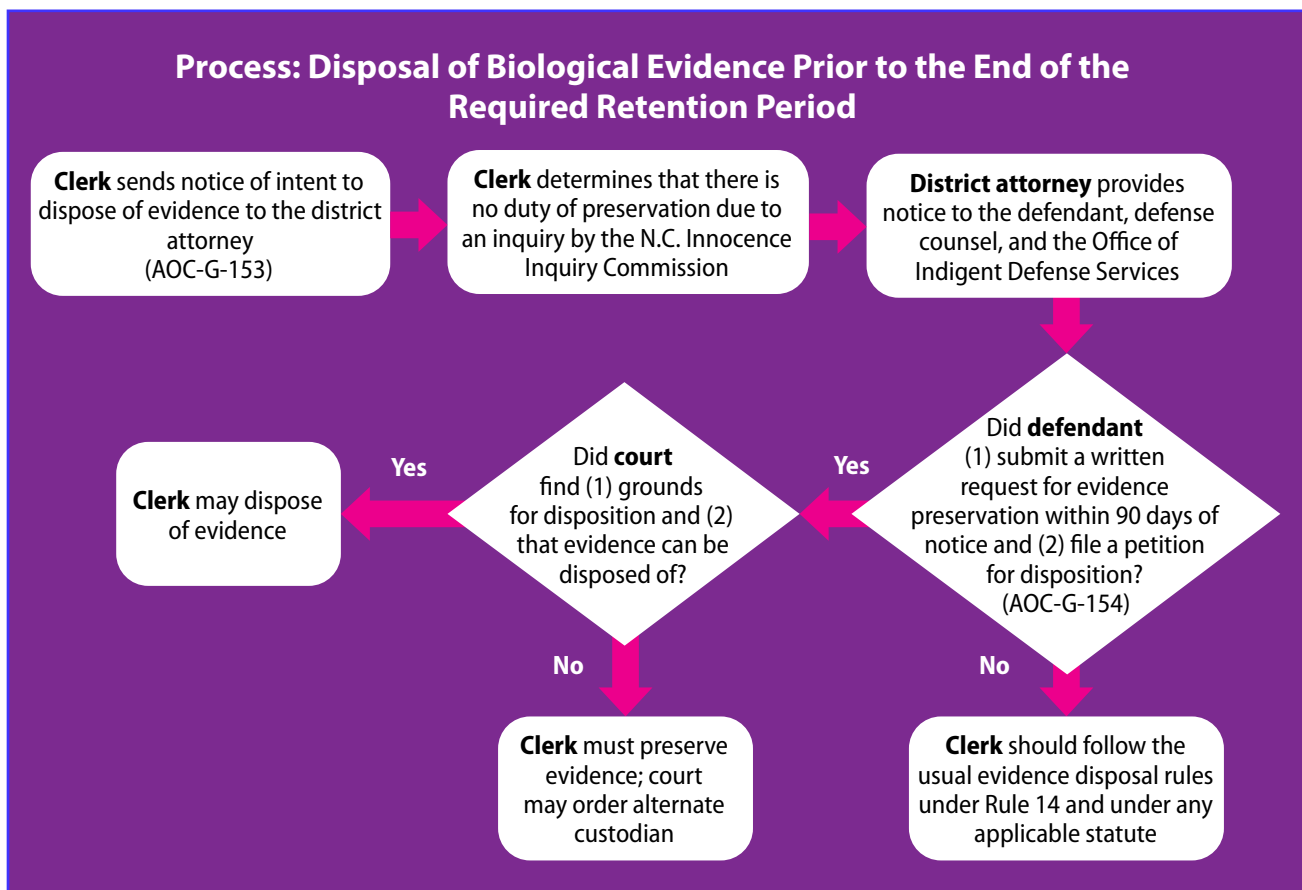 Process: Disposal of Biological Evidence Prior to the End of the
Required Retention Period
Clerk sends notice of intent to
dispose of evidence to the district
attorney
(AOC-G-153)
Clerk determines that there is
no duty of preservation due to
an inquiry by the N.C. Innocence
Inquiry Commission
District attorney provides
notice to the defendant, defense
counsel, and the Office of
Indigent Defense Services
Did defendant
(1) submit a written
request for evidence
preservation within 90 days of
notice and (2) file a petition
for disposition?
(AOC-G-154)
Yes
Did court
find (1) grounds
for disposition and (2)
that evidence can be
disposed of?
Yes
Clerk may dispose
of evidence
No
Clerk must preserve
evidence; court
may order alternate
custodian
No
Clerk should follow the
usual evidence disposal rules
under Rule 14 and under any
applicable statute